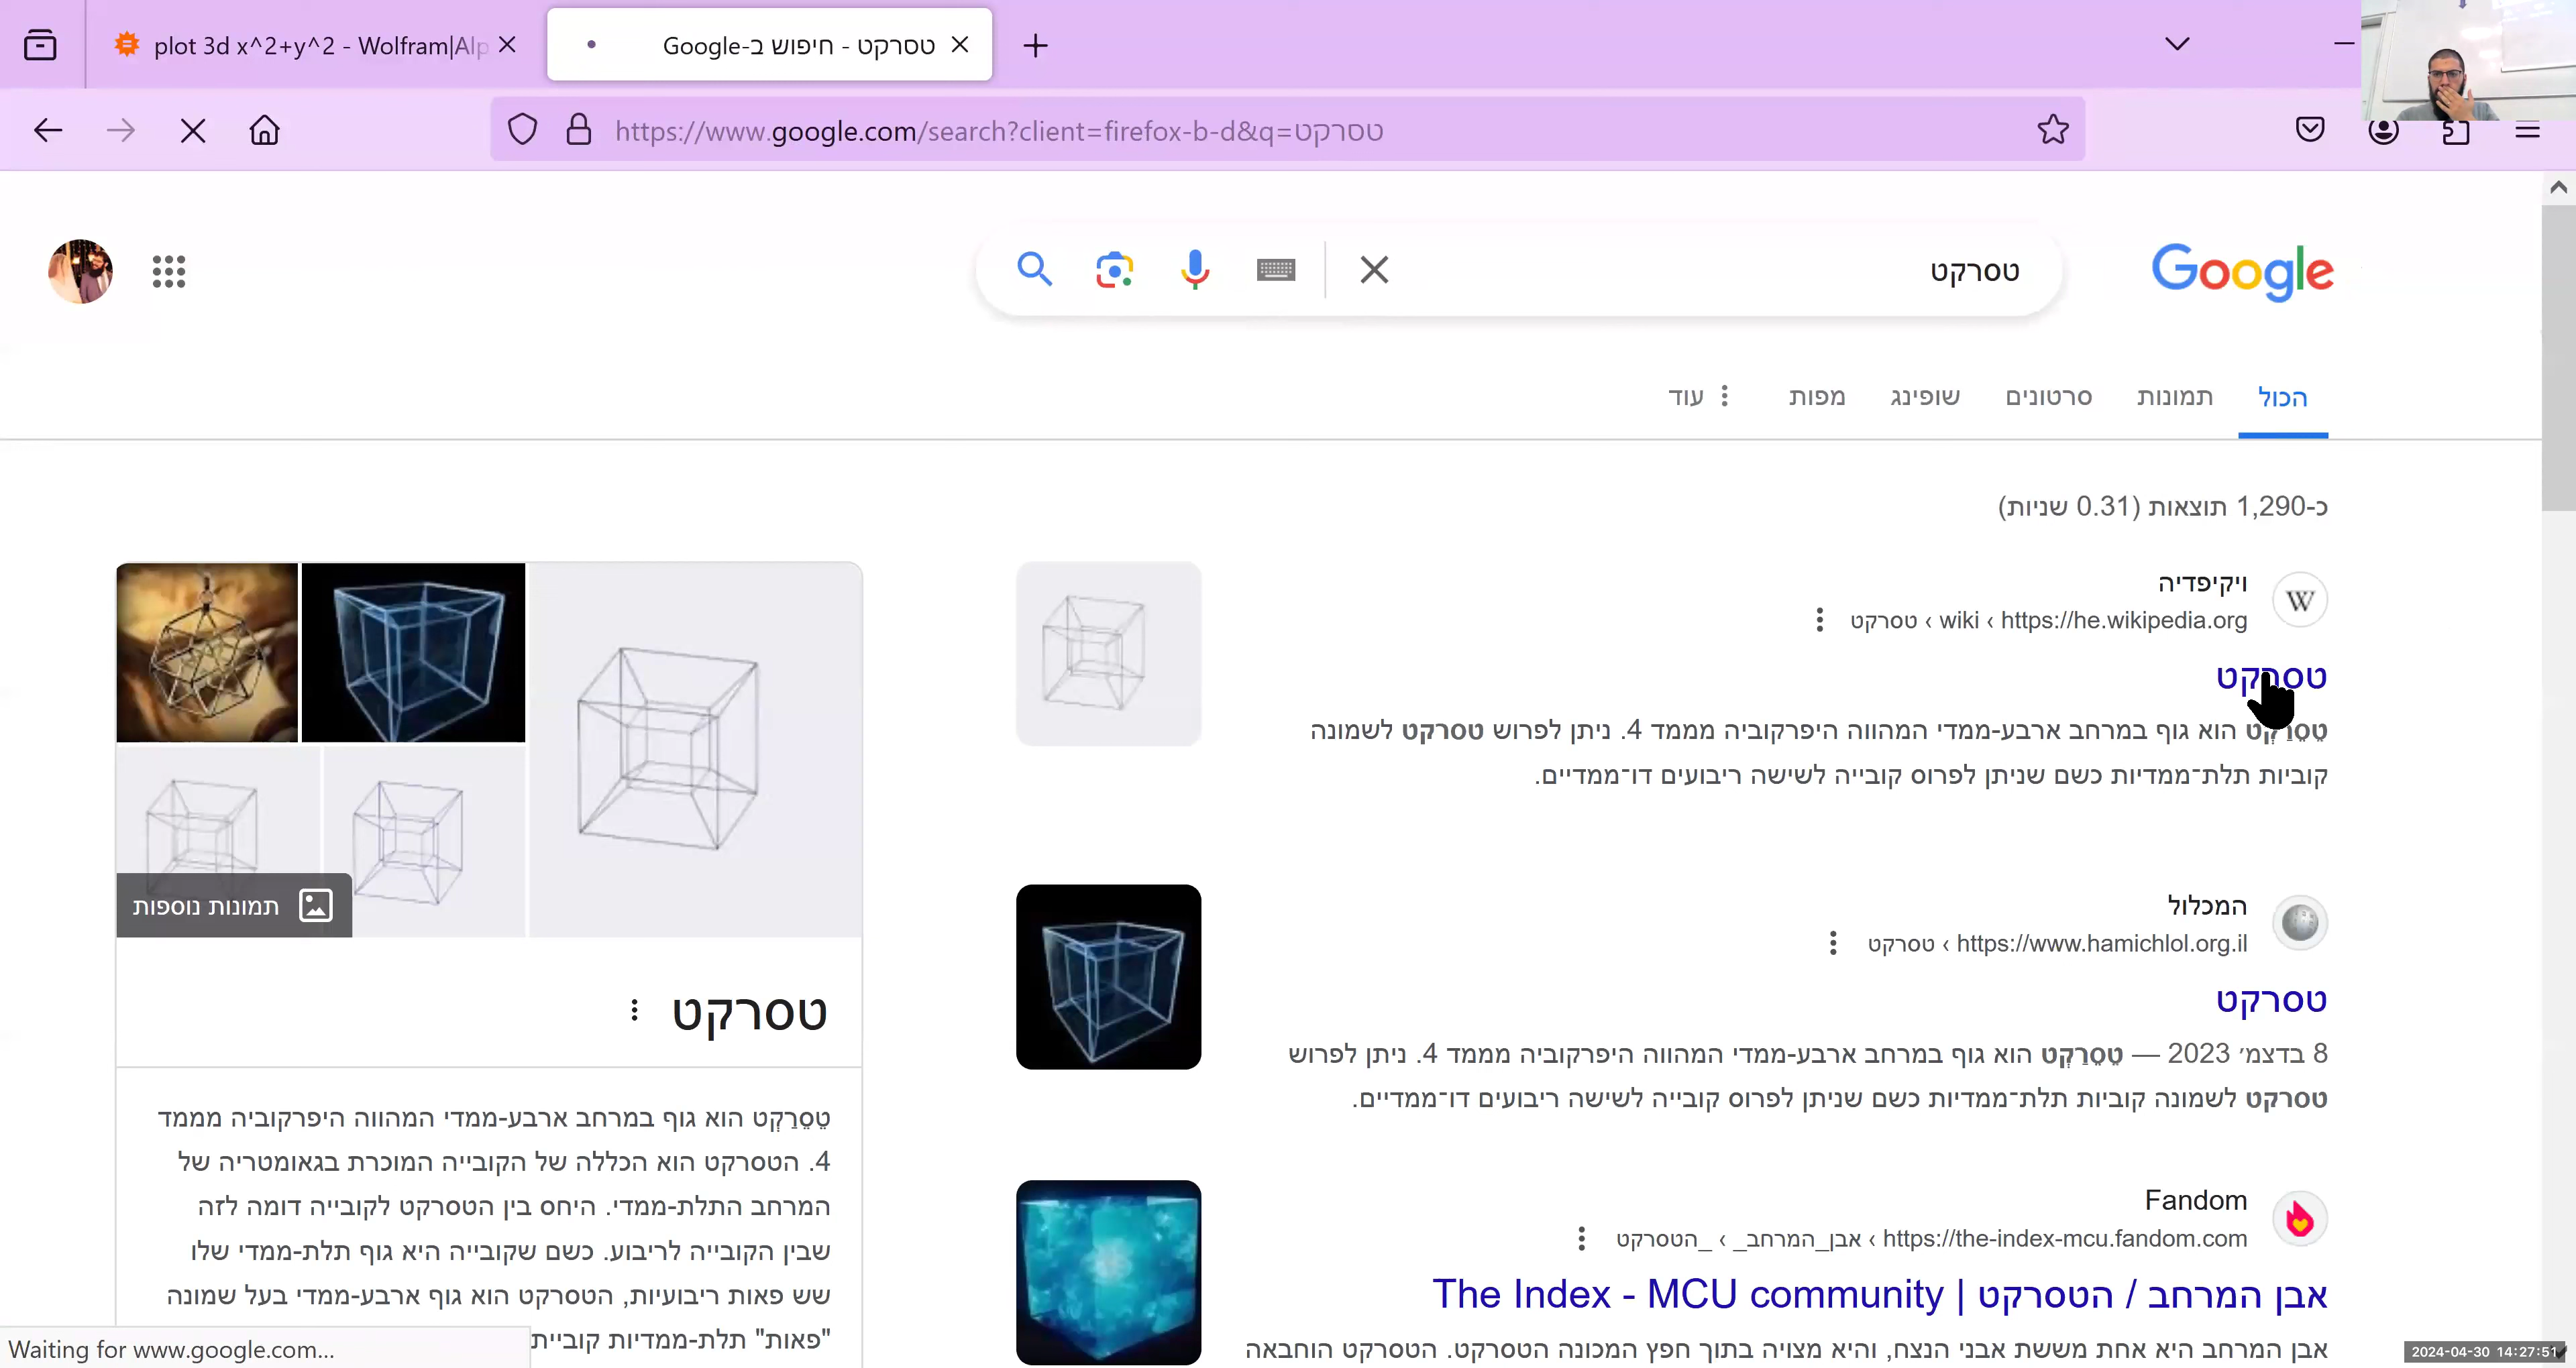 plot 3d x^2+y^2 - Wolfram|Alp
טסרקט - חיפוש ב-Google
https://www.google.com/search?client=firefox-b-d&q=טסרקט
טסרקט
Google
הכול
תמונות
סרטונים
שופינג
מפות
עוד
כ-1,290 תוצאות (0.31 שניות)
ויקיפדיה
https://he.wikipedia.org › wiki › טסרקט
טסרקט
טֶסֶרַקְט הוא גוף במרחב ארבע-ממדי המהווה היפרקוביה מממד 4. ניתן לפרוש טסרקט לשמונה
קוביות תלת־ממדיות כשם שניתן לפרוס קובייה לשישה ריבועים דו־ממדיים.
המכלול
https://www.hamichlol.org.il › טסרקט
טסרקט
8 בדצמ׳ 2023 — טֶסֶרַקְט הוא גוף במרחב ארבע-ממדי המהווה היפרקוביה מממד 4. ניתן לפרוש
טסרקט לשמונה קוביות תלת־ממדיות כשם שניתן לפרוס קובייה לשישה ריבועים דו־ממדיים.
Fandom
https://the-index-mcu.fandom.com › אבן_המרחב_ › _הטסרקט
אבן המרחב / הטסרקט | The Index - MCU community
אבן המרחב היא אחת מששת אבני הנצח, והיא מצויה בתוך חפץ המכונה הטסרקט. הטסרקט הוחבאה
תמונות נוספות
טסרקט
טֶסֶרַקְט הוא גוף במרחב ארבע-ממדי המהווה היפרקוביה מממד
4. הטסרקט הוא הכללה של הקובייה המוכרת בגאומטריה של
המרחב התלת-ממדי. היחס בין הטסרקט לקובייה דומה לזה
שבין הקובייה לריבוע. כשם שקובייה היא גוף תלת-ממדי שלו
שש פאות ריבועיות, הטסרקט הוא גוף ארבע-ממדי בעל שמונה
"פאות" תלת-ממדיות קוביית
Waiting for www.google.com...
2024-04-30 14:27:51